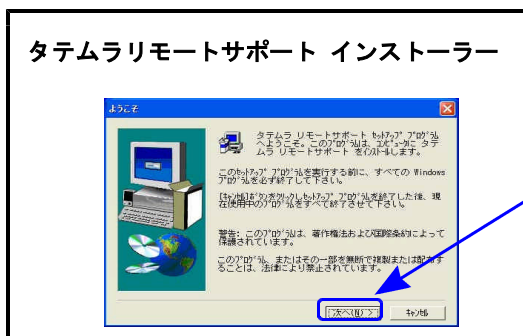 タテムラリモートサポート インストーラー
ようこそ
タテムラ リモートサポート ｾｯﾄｱｯﾌﾟ ﾌﾟﾛｸﾞﾗﾑ
へようこそ。このﾌﾟﾛｸﾞﾗﾑは、ｺﾝﾋﾟｭｰﾀに タテ
ムラ リモートサポート をｲﾝｽﾄｰﾙします。
このｾｯﾄｱｯﾌﾟ ﾌﾟﾛｸﾞﾗﾑを実行する前に、すべての Windows
ﾌﾟﾛｸﾞﾗﾑを必ず終了して下さい。
[ｷｬﾝｾﾙ]ﾎﾞﾀﾝをｸﾘｯｸしｾｯﾄｱｯﾌﾟ ﾌﾟﾛｸﾞﾗﾑを終了した後、現
在使用中のﾌﾟﾛｸﾞﾗﾑをすべて終了させて下さい。
警告: このﾌﾟﾛｸﾞﾗﾑは、著作権法および国際条約によって
保護されています。
このﾌﾟﾛｸﾞﾗﾑ、またはその一部を無断で複製または配布す
ることは、法律により禁止されています。
次へ(N) >
ｷｬﾝｾﾙ